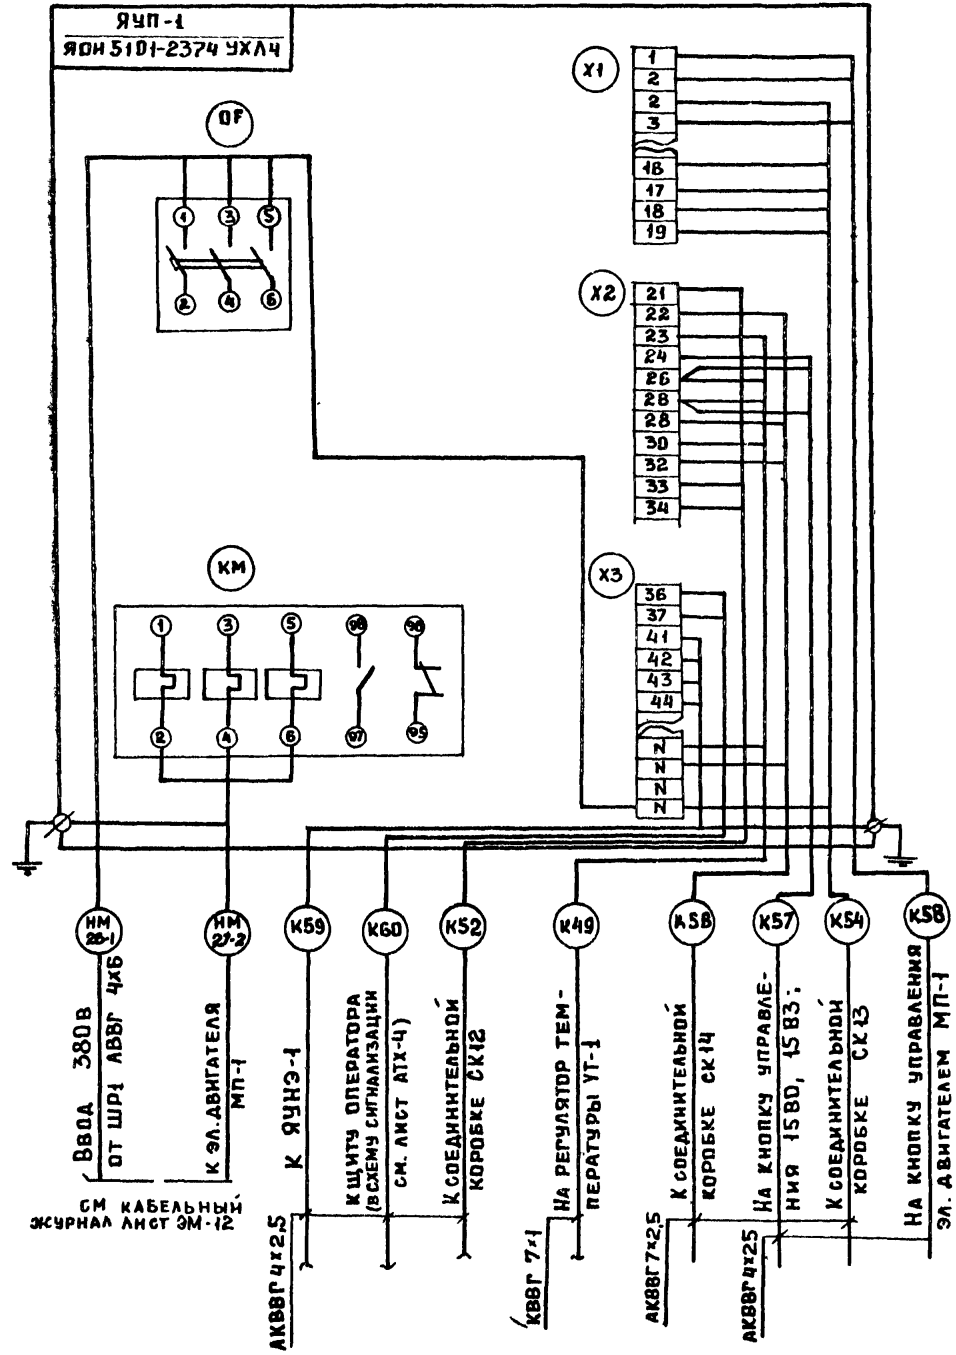 ЯУП-1
ЯОН 5101-2374 УХЛ4
QF
1 3 5
2 4 6
X1
1
2
2
3
16
17
18
19
X2
21
22
23
24
26
28
28
30
32
33
34
КМ
1 3 5 98 96
2 4 6 97 95
X3
36
37
41
42
43
44
N
N
N
N
НМ
26-1
НМ
27-2
К59
К60
К52
К49
К58
К57
К54
К58
ВВОД 380В
ОТ ШР1 АВВГ 4х6
К ЭЛ.ДВИГАТЕЛЯ
МП-1
СМ КАБЕЛЬНЫЙ
ЖУРНАЛ ЛИСТ ЭМ-12
К ЯУНЭ-1
К ЩИТУ ОПЕРАТОРА
(В СХЕМУ СИГНАЛИЗАЦИИ
СМ. ЛИСТ АТХ-4)
К СОЕДИНИТЕЛЬНОЙ
КОРОБКЕ СК12
АКВВГ 4х2,5
НА РЕГУЛЯТОР ТЕМ-
ПЕРАТУРЫ УТ-1
КВВГ 7х1
К СОЕДИНИТЕЛЬНОЙ
КОРОБКЕ СК14
АКВВГ 7х2,5
НА КНОПКУ УПРАВЛЕ-
НИЯ 15В0, 15В3;
К СОЕДИНИТЕЛЬНОЙ
КОРОБКЕ СК13
АКВВГ 4х25
НА КНОПКУ УПРАВЛЕНИЯ
ЭЛ. ДВИГАТЕЛЕМ МП-1